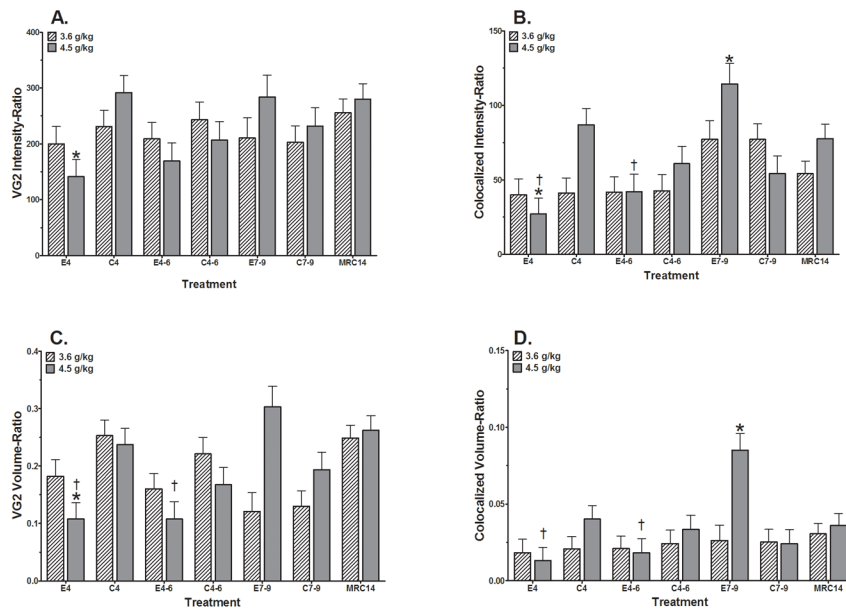 A.
3.6 g/kg
4.5 g/kg
400
300
200
100
0
VG2 Intensity-Ratio
*
E4 C4 E4-6 C4-6 E7-9 C7-9 MRC14
Treatment
B.
3.6 g/kg
4.5 g/kg
150
100
50
0
Colocalized Intensity-Ratio
†
*
†
*
E4 C4 E4-6 C4-6 E7-9 C7-9 MRC14
Treatment
C.
3.6 g/kg
4.5 g/kg
0.4
0.3
0.2
0.1
0.0
VG2 Volume-Ratio
†
*
†
E4 C4 E4-6 C4-6 E7-9 C7-9 MRC14
Treatment
D.
3.6 g/kg
4.5 g/kg
0.15
0.10
0.05
0.00
Colocalized Volume-Ratio
†
†
*
E4 C4 E4-6 C4-6 E7-9 C7-9 MRC14
Treatment